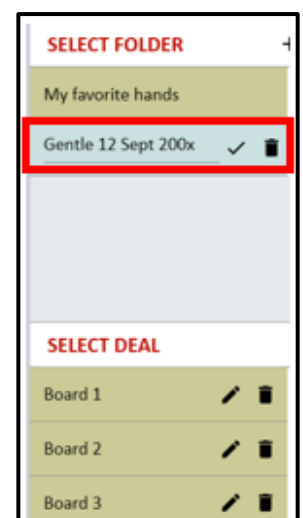 SELECT FOLDER
My favorite hands
Gentle 12 Sept 200x
SELECT DEAL
Board 1
Board 2
Board 3